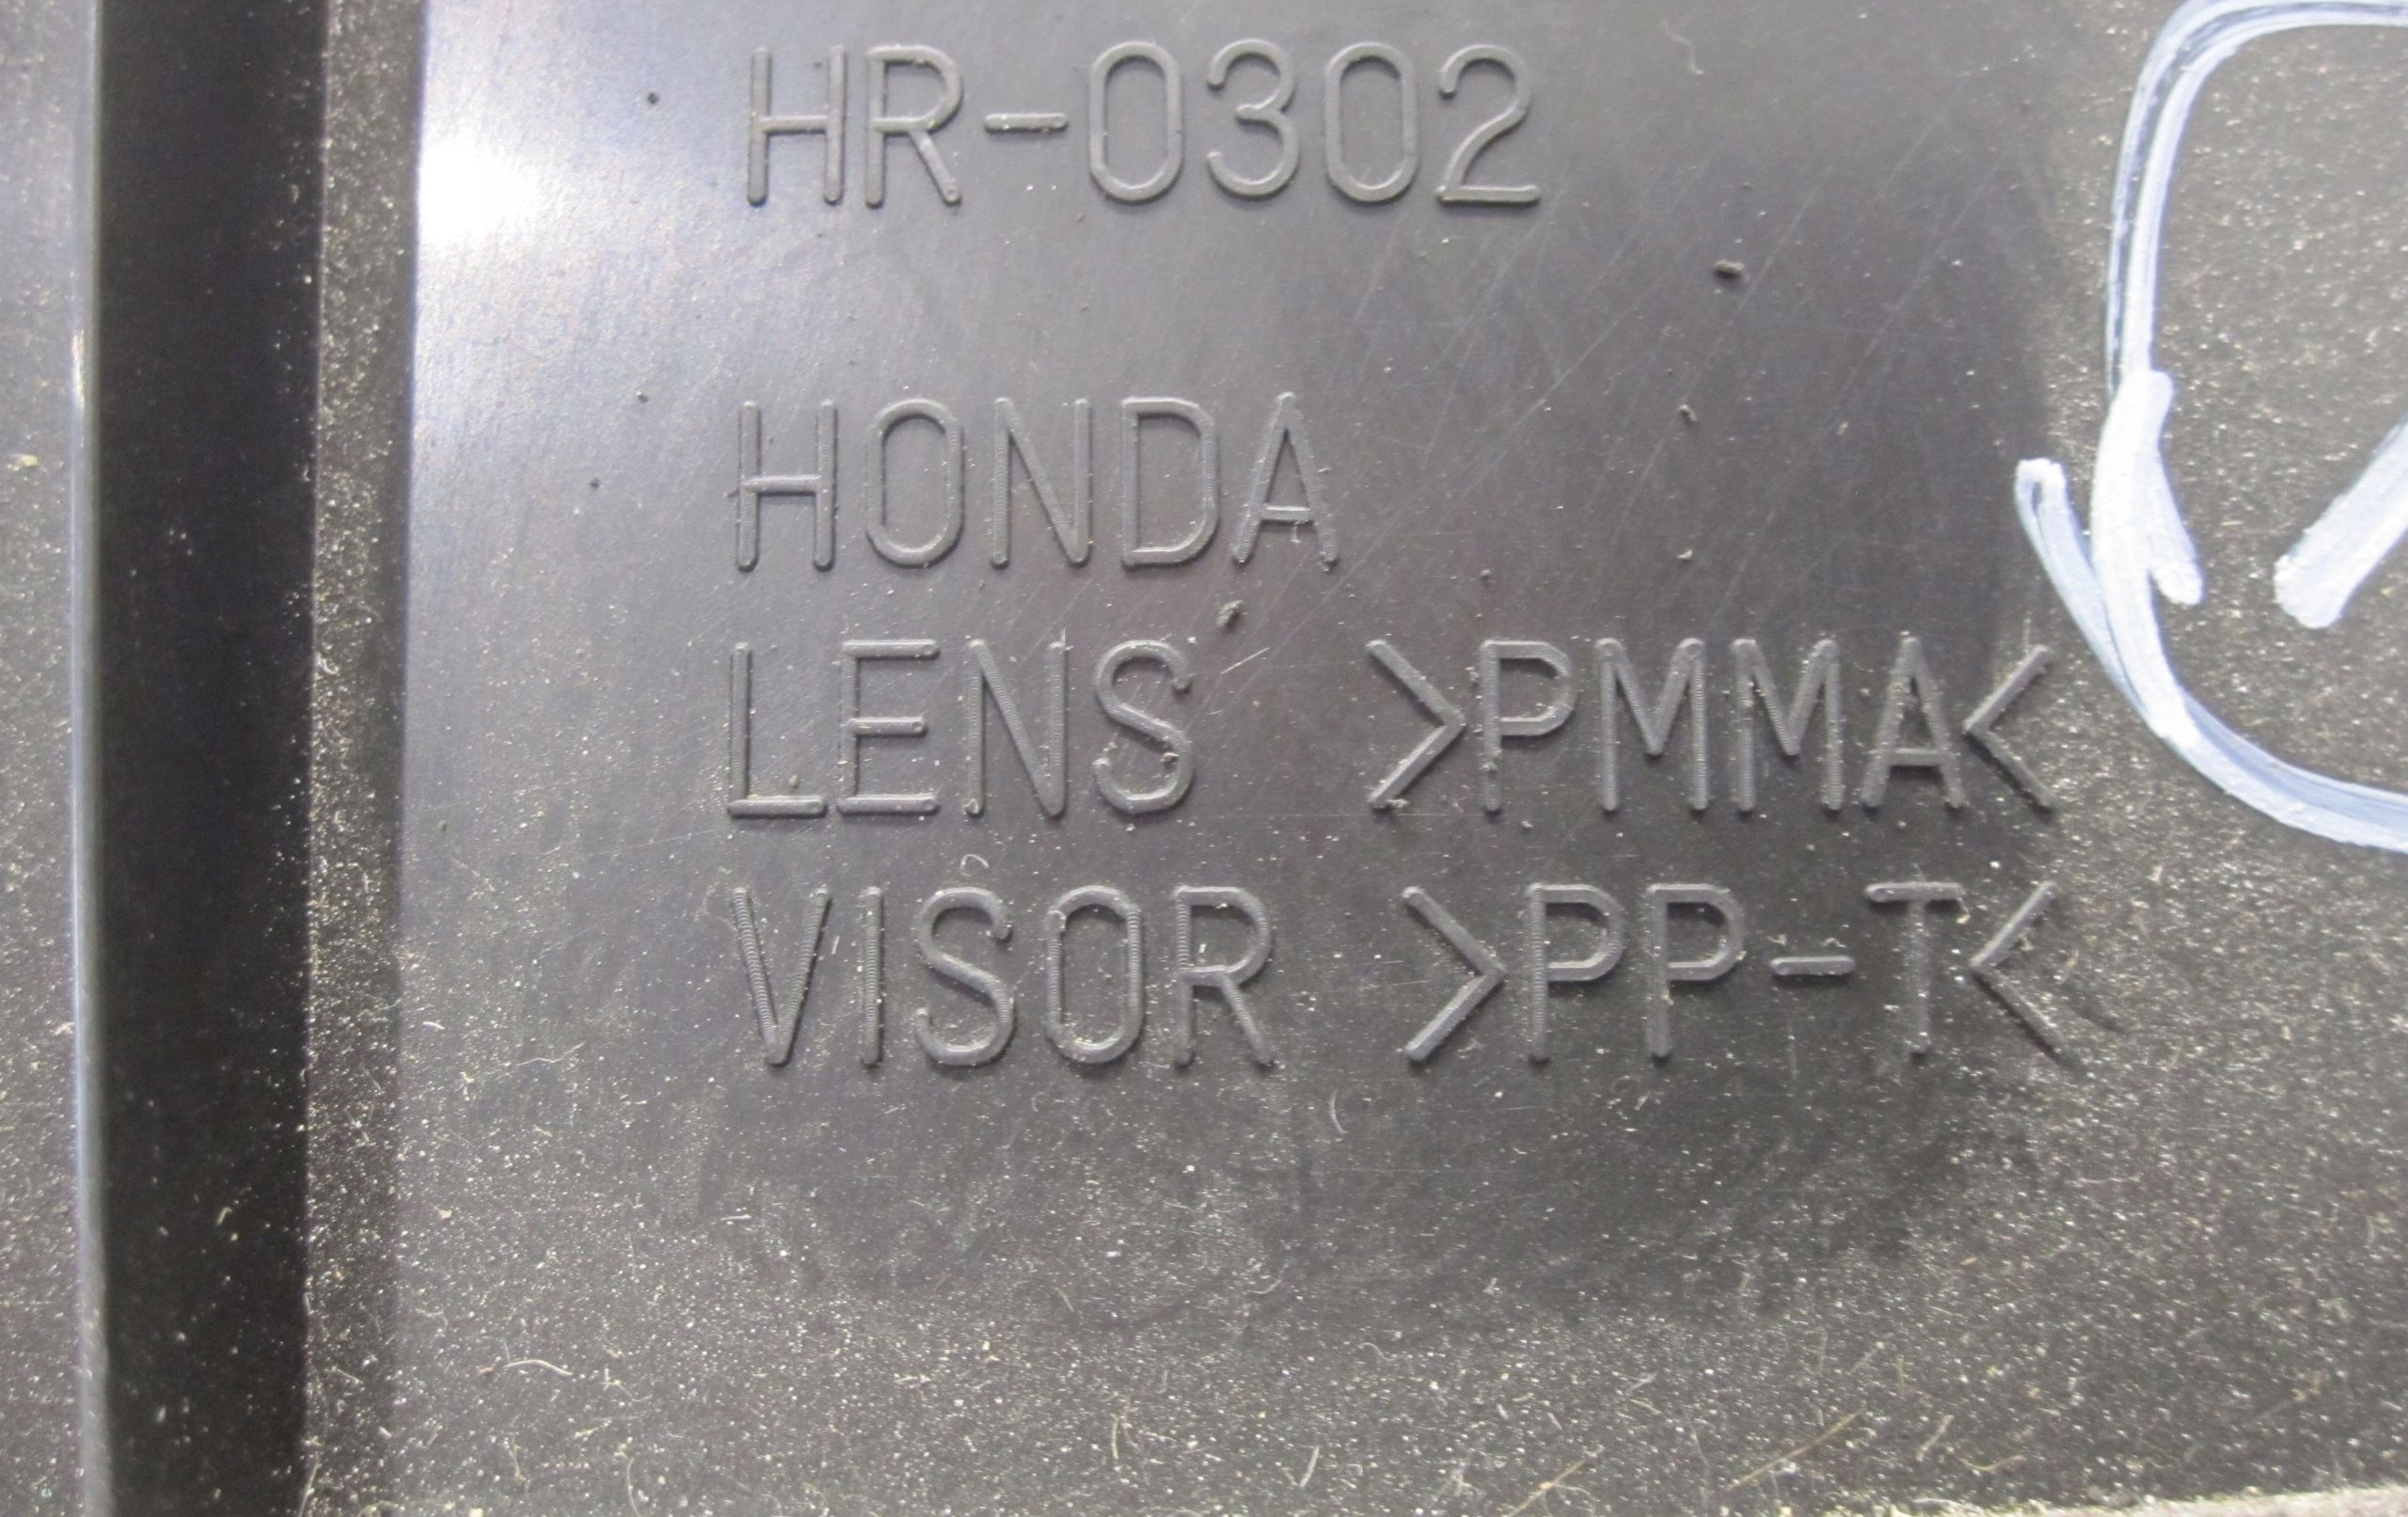 HR-0302
HONDA
LENS >PMMA<
VISOR >PP-T<